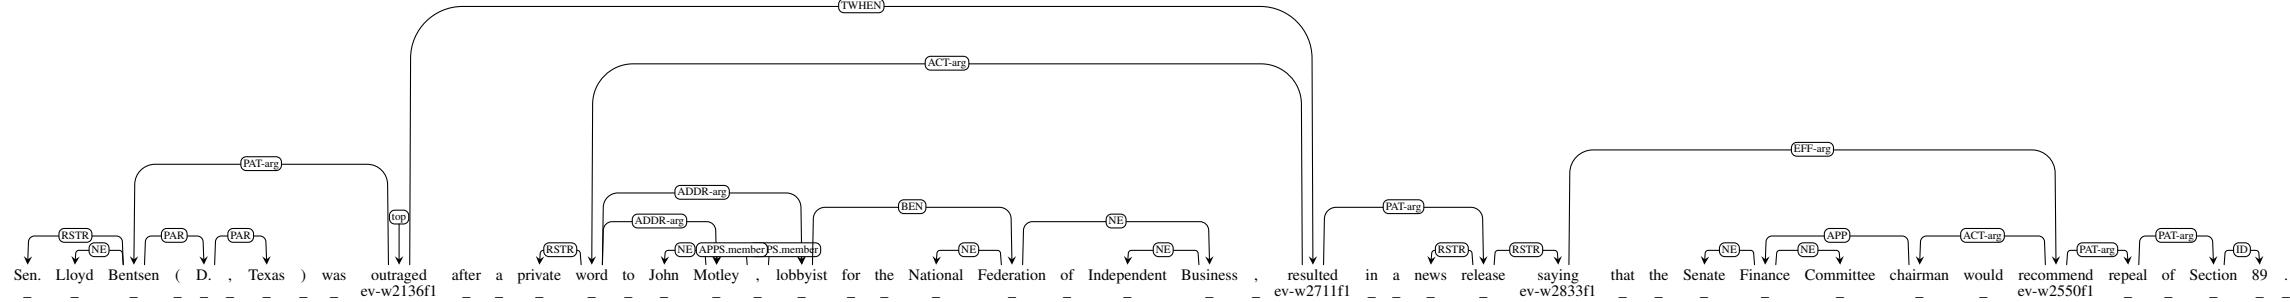 TWHEN
ACT-arg
EFF-arg
PAT-arg
ADDR-arg
BEN PAT-arg
top ADDR-arg NE
RSTR PAR PAR APP ACT-arg
NE RSTR NE APPS.member PS.member NE NE RSTR RSTR NE NE PAT-arg PAT-arg ID
Sen. Lloyd Bentsen ( D. , Texas ) was outraged after a private word to John Motley , lobbyist for the National Federation of Independent Business , resulted in a news release saying that the Senate Finance Committee chairman would recommend repeal of Section 89 .
ev-w2136f1 ev-w2711f1 ev-w2833f1 ev-w2550f1